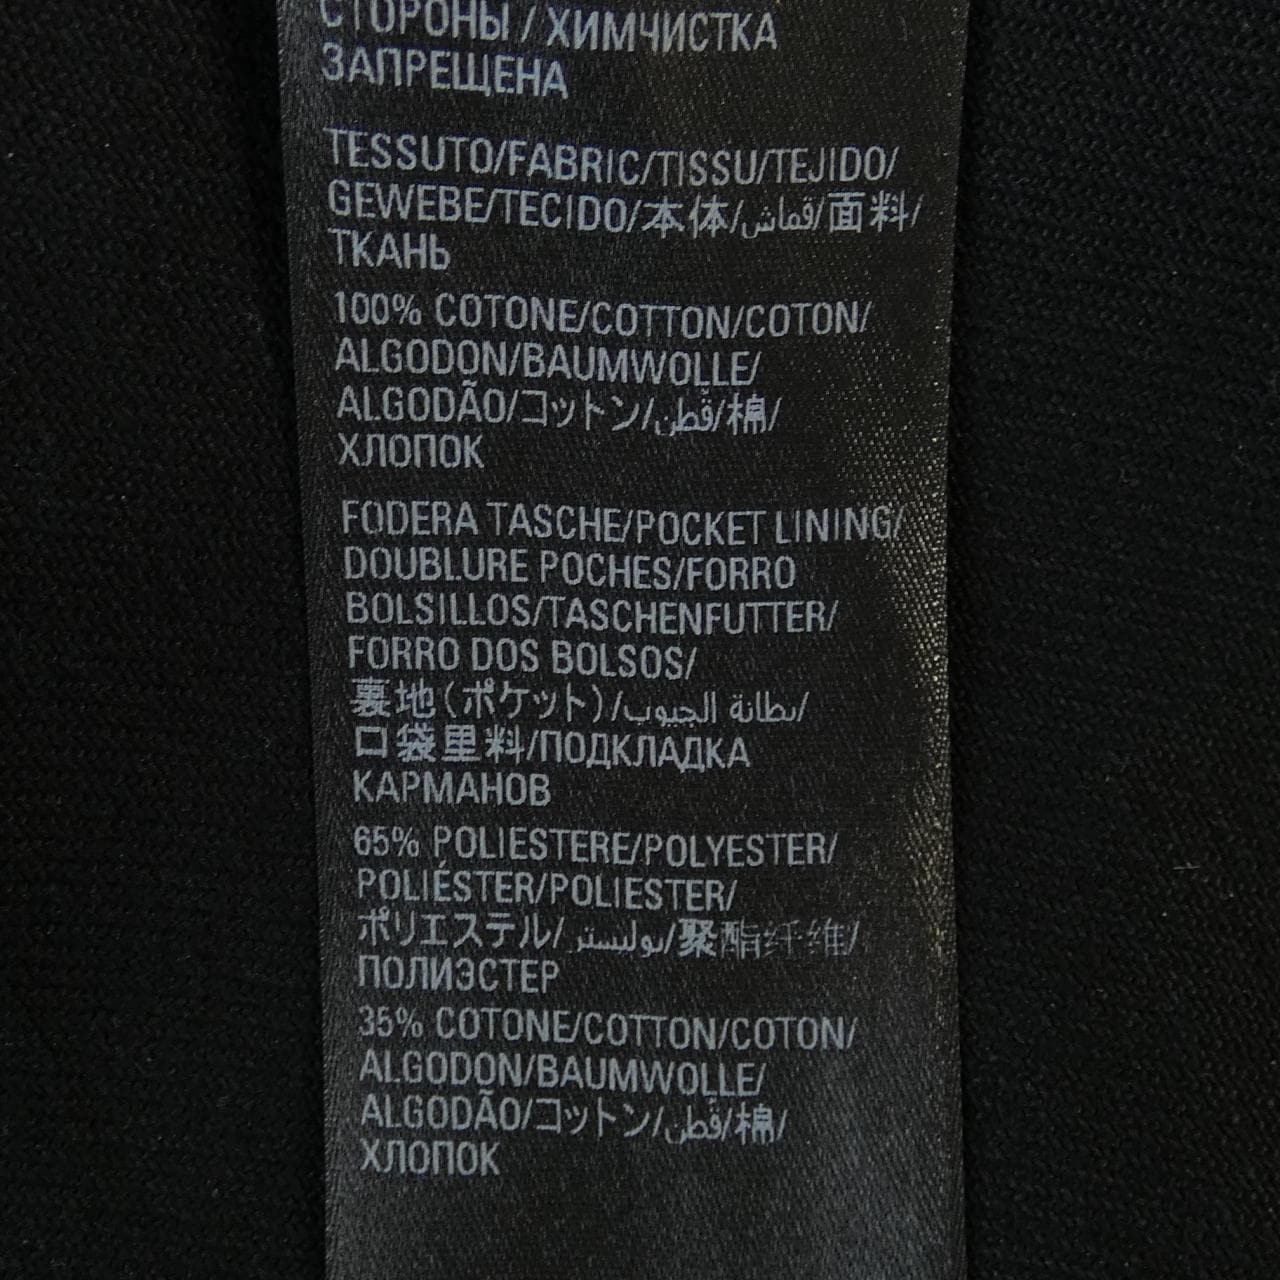 СТОРОНЫ / ХИМЧИСТКА
ЗАПРЕЩЕНА
TESSUTO/FABRIC/TISSU/TEJIDO/
GEWEBE/TECIDO/本体/قماش/面料/
ТКАНЬ
100% COTONE/COTTON/COTON/
ALGODON/BAUMWOLLE/
ALGODÃO/コットン/قطن/棉/
ХЛОПОК
FODERA TASCHE/POCKET LINING/
DOUBLURE POCHES/FORRO
BOLSILLOS/TASCHENFUTTER/
FORRO DOS BOLSOS/
裏地(ポケット)/بطانة الجيوب/
口袋里料/ПОДКЛАДКА
КАРМАНОВ
65% POLIESTERE/POLYESTER/
POLIÉSTER/POLIESTER/
ポリエステル/بوليستر/聚酯纤维/
ПОЛИЭСТЕР
35% COTONE/COTTON/COTON/
ALGODON/BAUMWOLLE/
ALGODÃO/コットン/قطن/棉/
ХЛОПОК